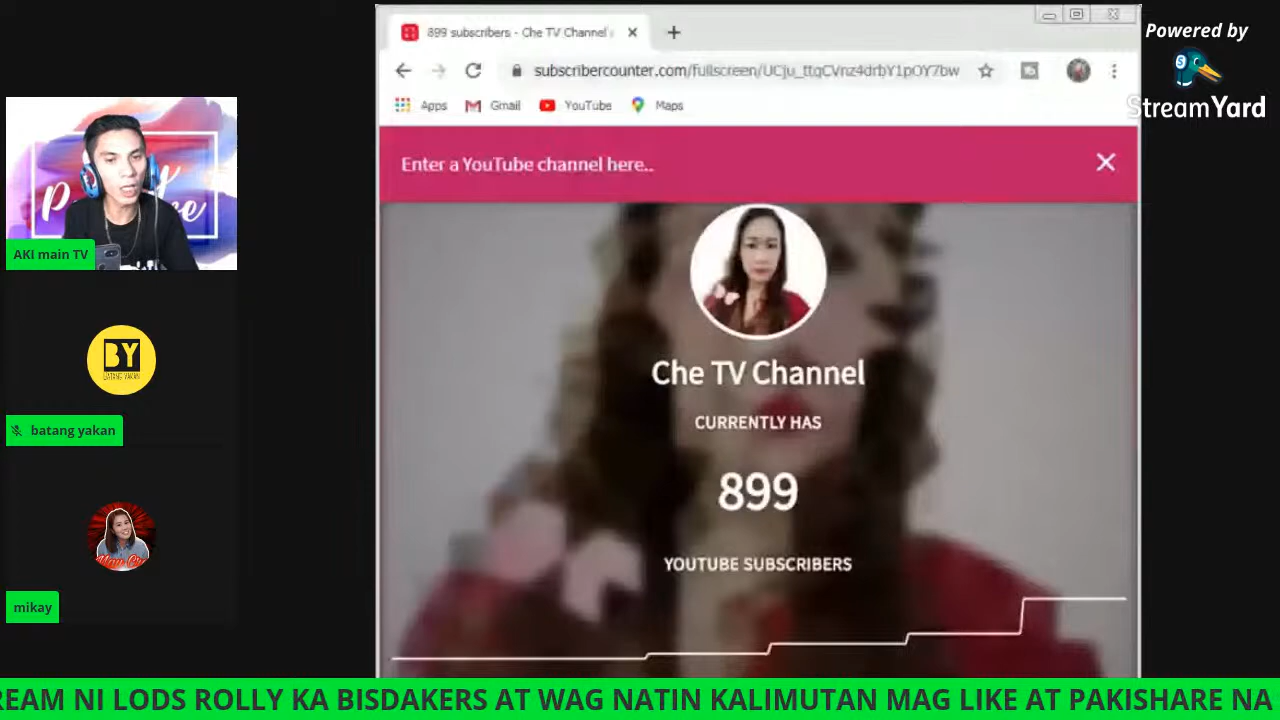 899 subscribers - Che TV Channel
subscribercounter.com/fullscreen/UCju_ttqCVnz4drbY1pOY7bw
Apps Gmail YouTube Maps
Powered by
StreamYard
Enter a YouTube channel here..
AKI main TV
BY
batang yakan
mikay
Che TV Channel
CURRENTLY HAS
899
YOUTUBE SUBSCRIBERS
REAM NI LODS ROLLY KA BISDAKERS AT WAG NATIN KALIMUTAN MAG LIKE AT PAKISHARE NA